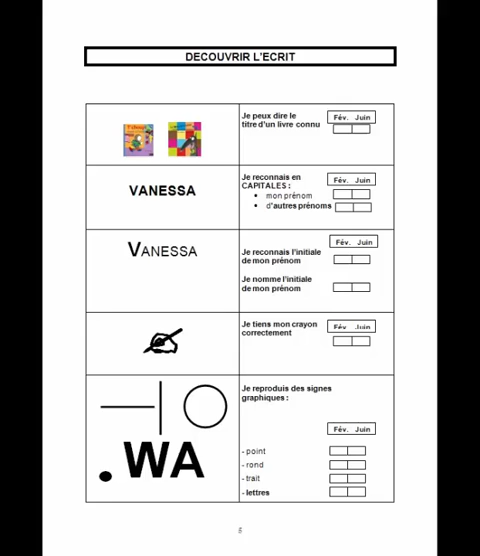 DECOUVRIR L'ECRIT
Je peux dire le
titre d'un livre connu
Fév. Juin
VANESSA
Je reconnais en
CAPITALES :
• mon prénom
• d'autres prénoms
Fév. Juin
VANESSA
Je reconnais l'initiale
de mon prénom
Je nomme l'initiale
de mon prénom
Fév. Juin
Je tiens mon crayon
correctement
Fév. Juin
Je reproduis des signes
graphiques :
Fév. Juin
. WA
- point
- rond
- trait
- lettres